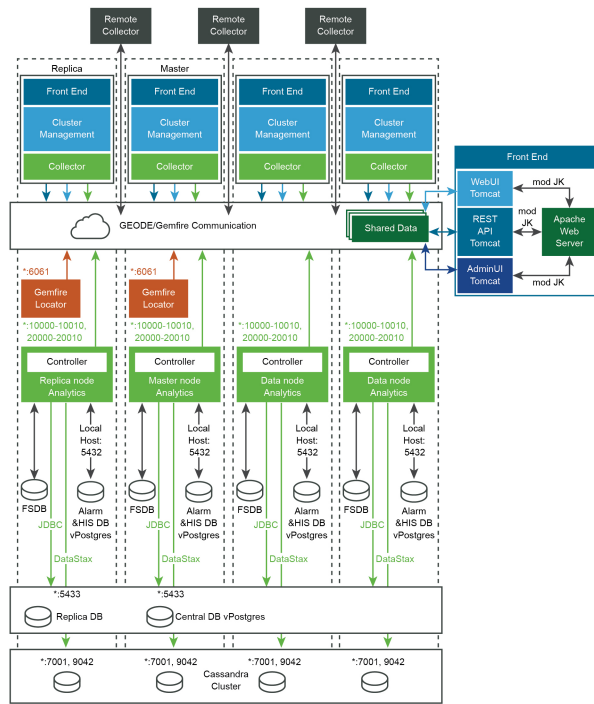 Remote
Collector
Remote
Collector
Remote
Collector
Replica
Master
Front End
Front End
Front End
Front End
Cluster
Management
Cluster
Management
Cluster
Management
Cluster
Management
Collector
Collector
Collector
Collector
Front End
WebUI
Tomcat
mod JK
REST
API
Tomcat
mod
JK
Apache
Web
Server
AdminUI
Tomcat
mod JK
GEODE/Gemfire Communication
Shared Data
*:6061
*:6061
Gemfire
Locator
Gemfire
Locator
*:10000-10010,
20000-20010
*:10000-10010,
20000-20010
*:10000-10010,
20000-20010
*:10000-10010,
20000-20010
Controller
Controller
Controller
Controller
Replica node
Analytics
Master node
Analytics
Data node
Analytics
Data node
Analytics
Local
Host:
5432
Local
Host:
5432
Local
Host:
5432
Local
Host:
5432
FSDB
Alarm
&HIS DB
vPostgres
FSDB
Alarm
&HIS DB
vPostgres
FSDB
Alarm
&HIS DB
vPostgres
FSDB
Alarm
&HIS DB
vPostgres
JDBC
JDBC
JDBC
JDBC
DataStax
DataStax
DataStax
DataStax
*:5433
*:5433
Replica DB
Central DB vPostgres
*:7001, 9042
*:7001, 9042
*:7001, 9042
*:7001, 9042
Cassandra
Cluster